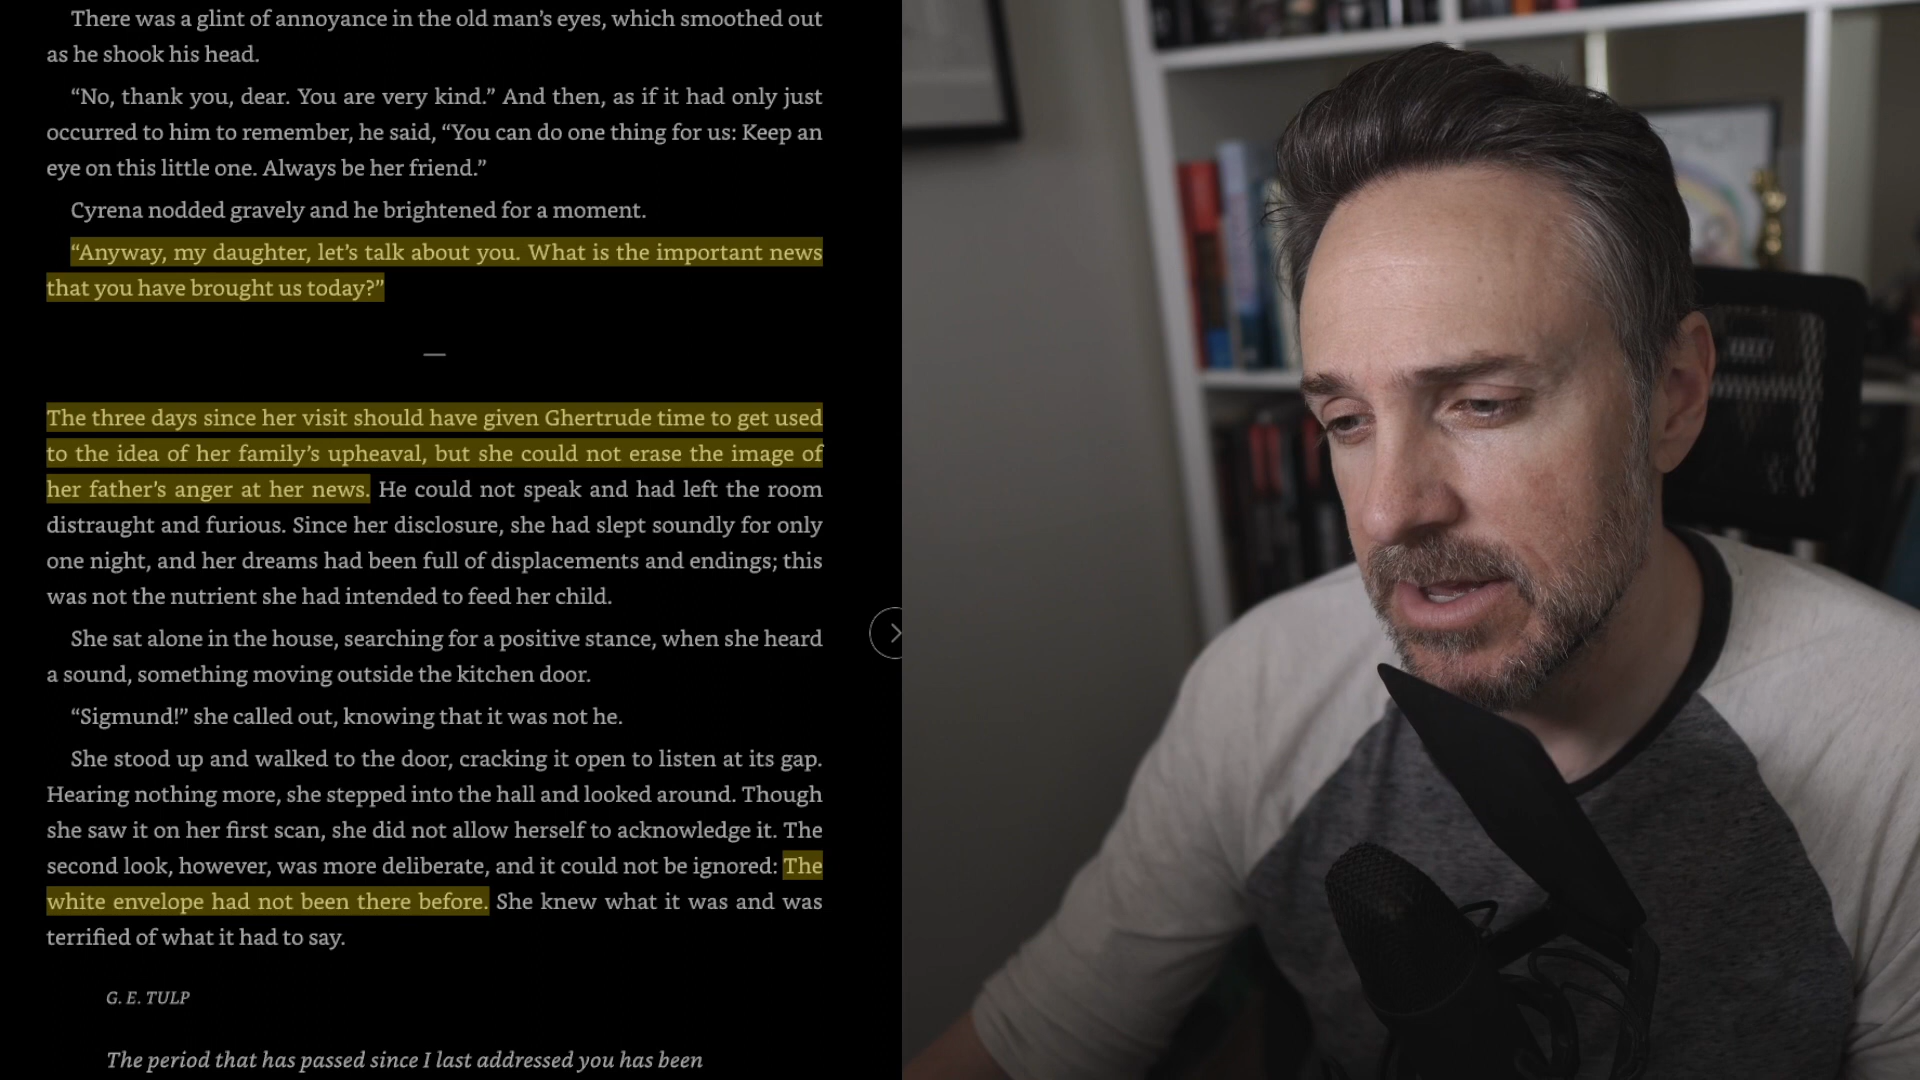 There was a glint of annoyance in the old man’s eyes, which smoothed out
as he shook his head.
“No, thank you, dear. You are very kind.” And then, as if it had only just
occurred to him to remember, he said, “You can do one thing for us: Keep an
eye on this little one. Always be her friend.”
Cyrena nodded gravely and he brightened for a moment.
“Anyway, my daughter, let’s talk about you. What is the important news
that you have brought us today?”
—
The three days since her visit should have given Ghertrude time to get used
to the idea of her family’s upheaval, but she could not erase the image of
her father’s anger at her news. He could not speak and had left the room
distraught and furious. Since her disclosure, she had slept soundly for only
one night, and her dreams had been full of displacements and endings; this
was not the nutrient she had intended to feed her child.
She sat alone in the house, searching for a positive stance, when she heard
a sound, something moving outside the kitchen door.
“Sigmund!” she called out, knowing that it was not he.
She stood up and walked to the door, cracking it open to listen at its gap.
Hearing nothing more, she stepped into the hall and looked around. Though
she saw it on her first scan, she did not allow herself to acknowledge it. The
second look, however, was more deliberate, and it could not be ignored: The
white envelope had not been there before. She knew what it was and was
terrified of what it had to say.
G. E. TULP
The period that has passed since I last addressed you has been